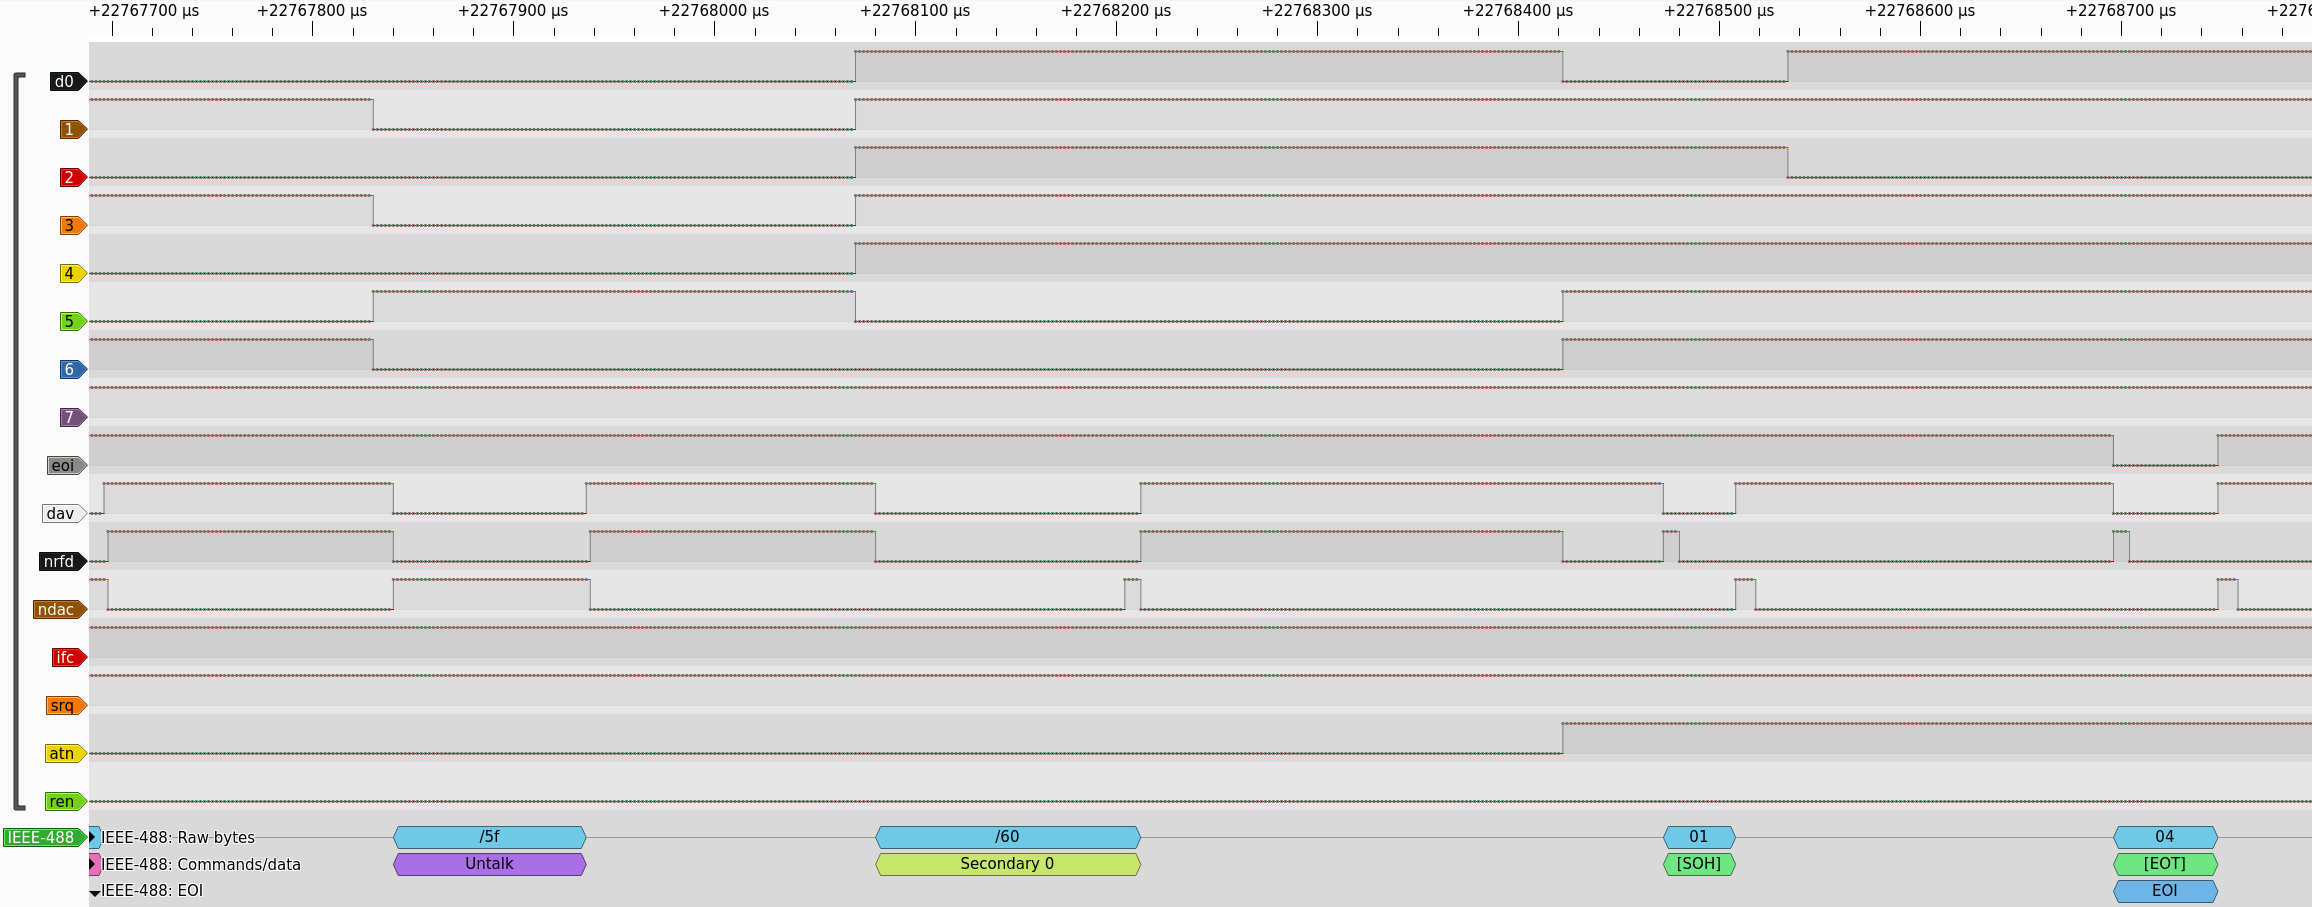 +22767700 µs +22767800 µs +22767900 µs +22768000 µs +22768100 µs +22768200 µs +22768300 µs +22768400 µs +22768500 µs +22768600 µs +22768700 µs +2276
d0
1
2
3
4
5
6
7
eoi
dav
nrfd
ndac
ifc
srq
atn
ren
IEEE-488 IEEE-488: Raw bytes /5f /60 01 04
IEEE-488: Commands/data Untalk Secondary 0 [SOH] [EOT]
IEEE-488: EOI EOI